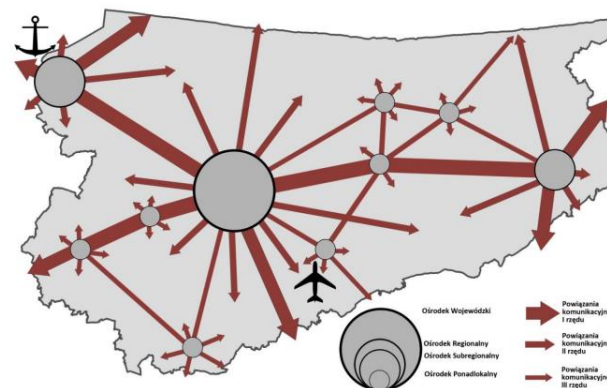 Ośrodek Wojewódzki
Ośrodek Regionalny
Ośrodek Subregionalny
Ośrodek Ponadlokalny
Powiązania
komunikacyjn
I rzędu
Powiązania
komunikacyjn
II rzędu
Powiązania
komunikacyjn
III rzędu